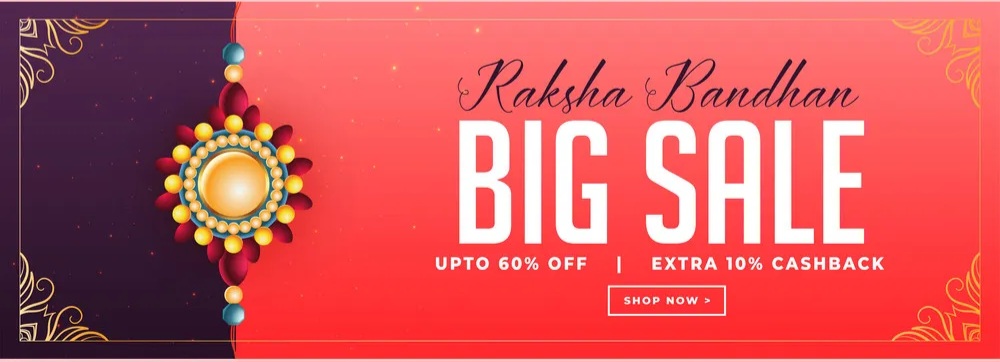 Raksha Bandhan
BIG SALE
UPTO 60% OFF | EXTRA 10% CASHBACK
SHOP NOW >